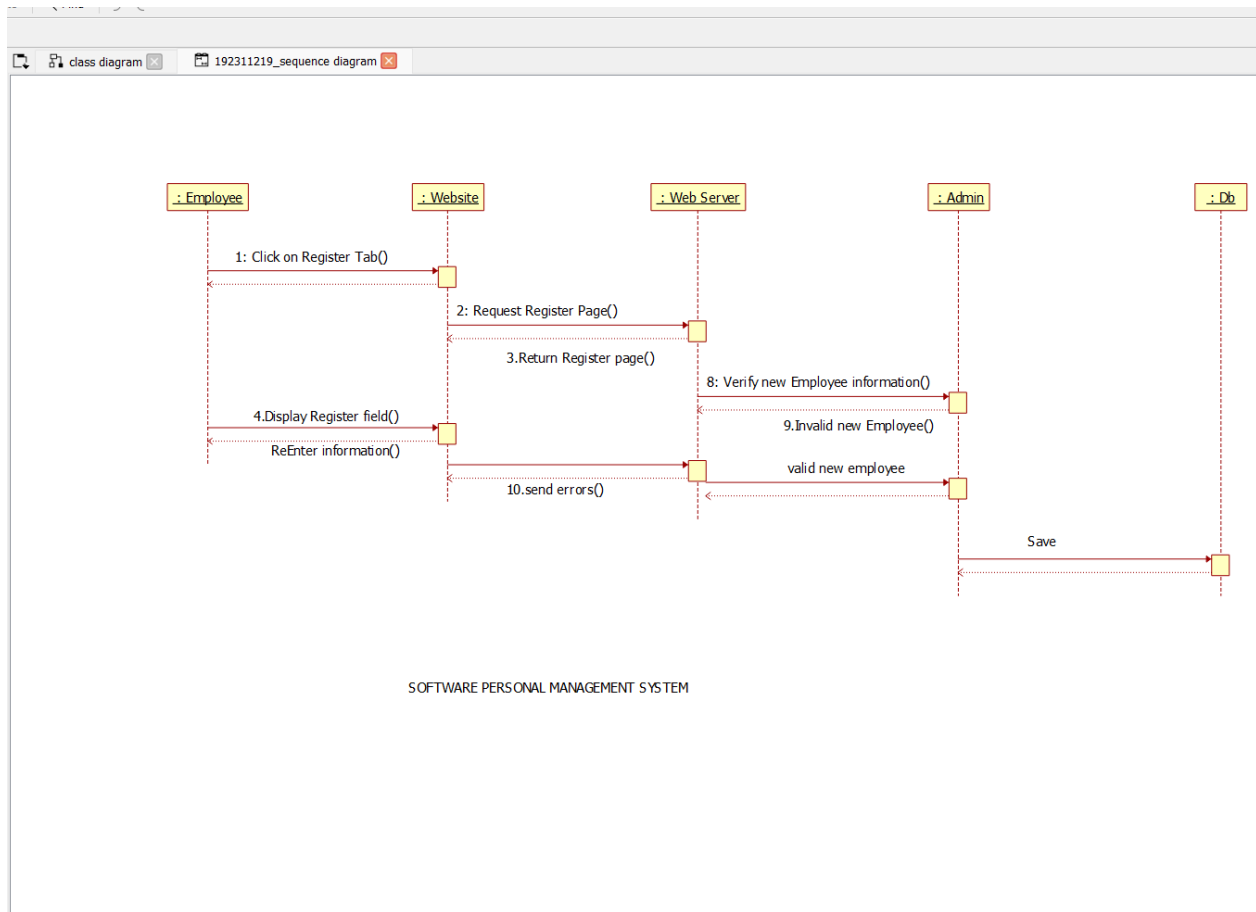 class diagram
192311219_sequence diagram
: Employee
: Website
: Web Server
: Admin
: Db
1: Click on Register Tab()
2: Request Register Page()
3.Return Register page()
8: Verify new Employee information()
4.Display Register field()
9.Invalid new Employee()
ReEnter information()
valid new employee
10.send errors()
Save
SOFTWARE PERSONAL MANAGEMENT SYSTEM